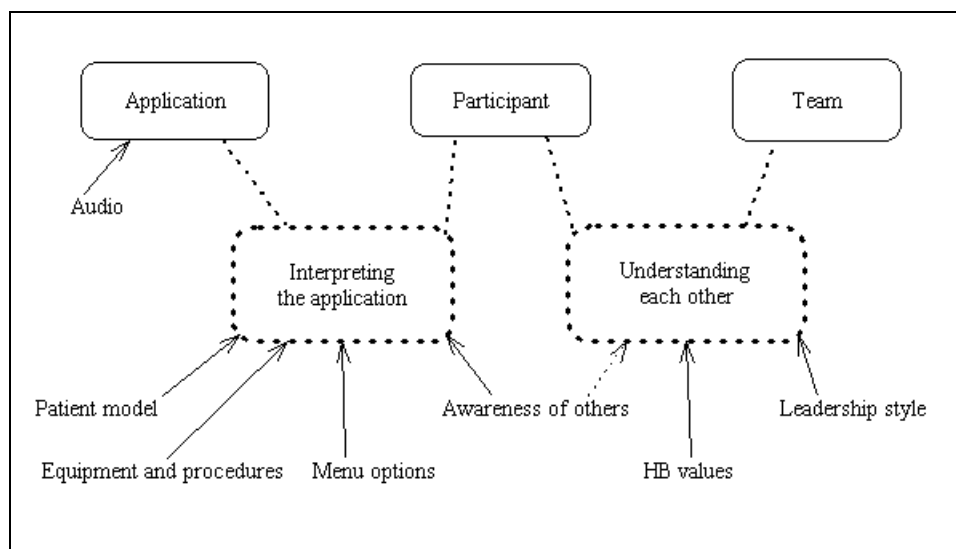 Application
Participant
Team
Audio
Interpreting
the application
Understanding
each other
Patient model
Awareness of others
Leadership style
Equipment and procedures
Menu options
HB values